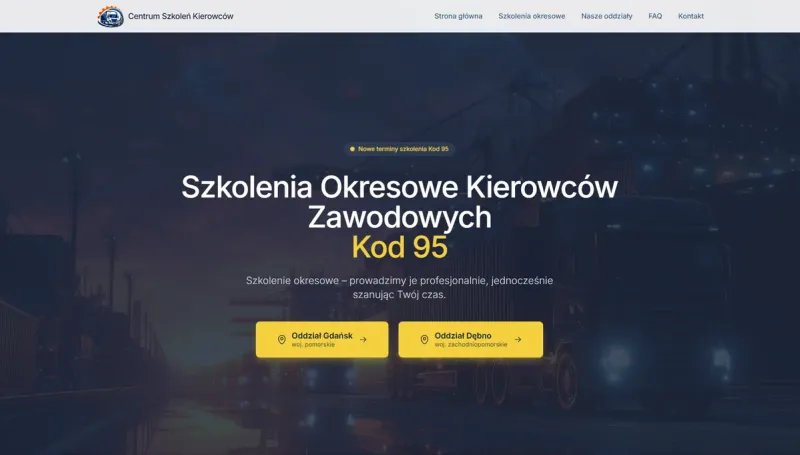 Centrum Szkoleń Kierowców
Strona główna
Szkolenia okresowe
Nasze oddziały
FAQ
Kontakt
Nowe terminy szkolenia Kod 95
Szkolenia Okresowe Kierowców
Zawodowych
Kod 95
Szkolenie okresowe – prowadzimy je profesjonalnie, jednocześnie
szanując Twój czas.
Oddział Gdańsk
woj. pomorskie
Oddział Dębno
woj. zachodniopomorskie